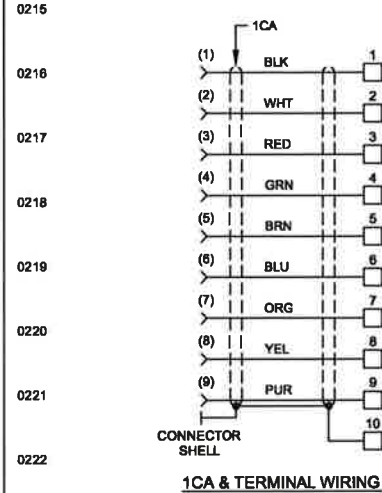 0215
1CA
(1) BLK 1
0216
(2) WHT 2
0217
(3) RED 3
(4) GRN 4
0218
(5) BRN 5
0219
(6) BLU 6
(7) ORG 7
0220
(8) YEL 8
0221
(9) PUR 9
CONNECTOR 10
SHELL
0222
1CA & TERMINAL WIRING